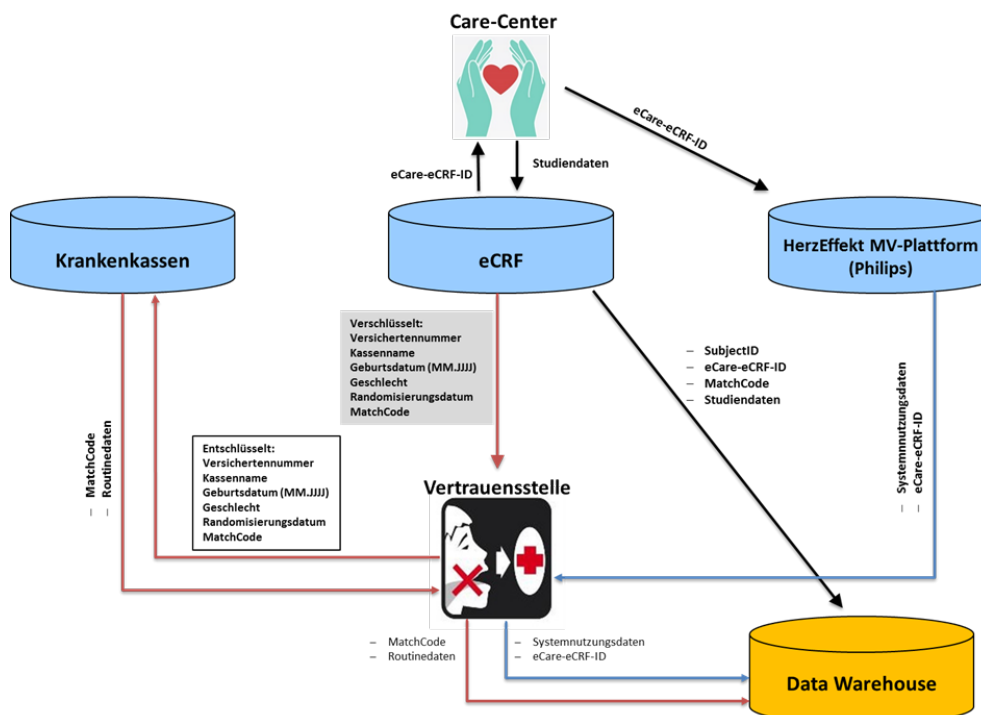 Care-Center
eCare-eCRF-ID
eCare-eCRF-ID
Studiendaten
Krankenkassen
eCRF
HerzEffekt MV-Plattform
(Philips)
Verschlüsselt:
Versichertennummer
Kassenname
Geburtsdatum (MM.JJJJ)
Geschlecht
Randomisierungsdatum
MatchCode
– SubjectID
– eCare-eCRF-ID
– MatchCode
– Studiendaten
– MatchCode
– Routinedaten
Entschlüsselt:
Versichertennummer
Kassenname
Geburtsdatum (MM.JJJJ)
Geschlecht
Randomisierungsdatum
MatchCode
– Systemnnutzungsdaten
– eCare-eCRF-ID
Vertrauensstelle
– MatchCode
– Routinedaten
– Systemnutzungsdaten
– eCare-eCRF-ID
Data Warehouse